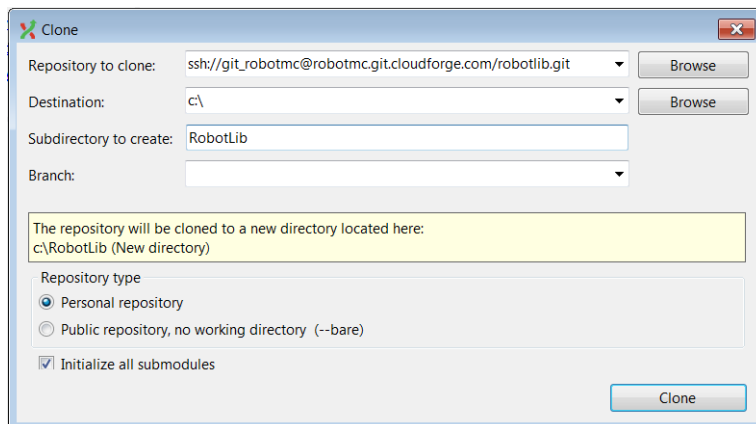 Clone
Repository to clone: ssh://git_robotmc@robotmc.git.cloudforge.com/robotlib.git Browse
Destination: c:\ Browse
Subdirectory to create: RobotLib
Branch:
The repository will be cloned to a new directory located here:
c:\RobotLib (New directory)
Repository type
Personal repository
Public repository, no working directory (--bare)
Initialize all submodules
Clone